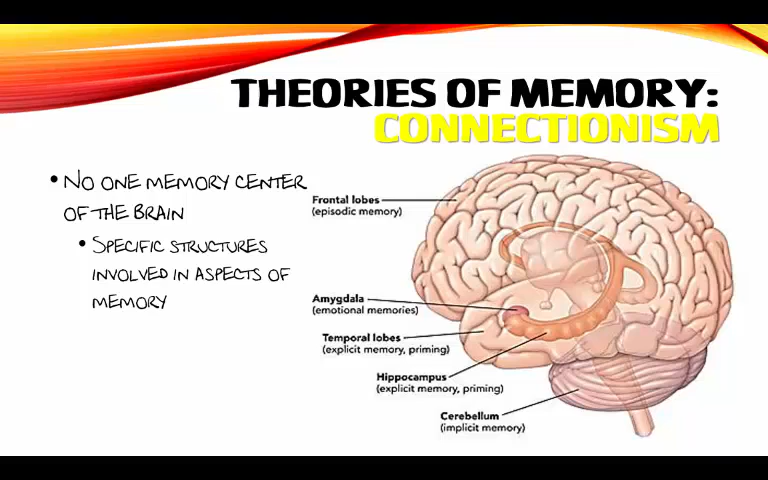 THEORIES OF MEMORY:
CONNECTIONISM
• NO ONE MEMORY CENTER
OF THE BRAIN
• SPECIFIC STRUCTURES
INVOLVED IN ASPECTS OF
MEMORY
Frontal lobes
(episodic memory)
Amygdala
(emotional memories)
Temporal lobes
(explicit memory, priming)
Hippocampus
(explicit memory, priming)
Cerebellum
(implicit memory)